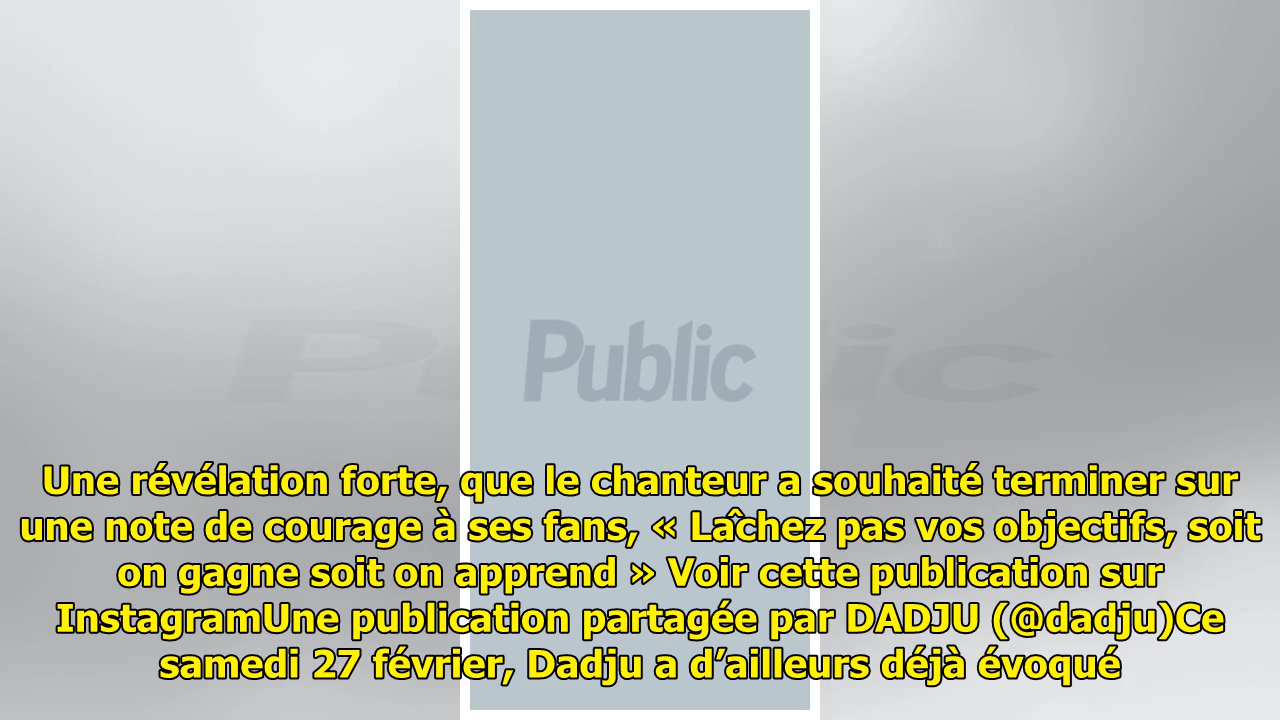 Public
Public
Une révélation forte, que le chanteur a souhaité terminer sur
une note de courage à ses fans, « Lâchez pas vos objectifs, soit
on gagne soit on apprend » Voir cette publication sur
InstagramUne publication partagée par DADJU (@dadju)Ce
samedi 27 février, Dadju a d’ailleurs déjà évoqué